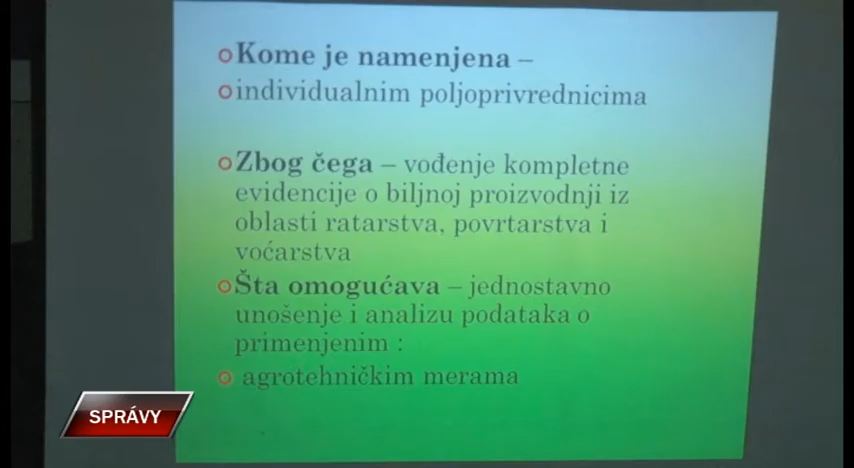 Kome je namenjena –
individualnim poljoprivrednicima
Zbog čega – vođenje kompletne
evidencije o biljnoj proizvodnji iz
oblasti ratarstva, povrtarstva i
voćarstva
Šta omogućava – jednostavno
unošenje i analizu podataka o
primenjenim :
agrotehničkim merama
SPRÁVY